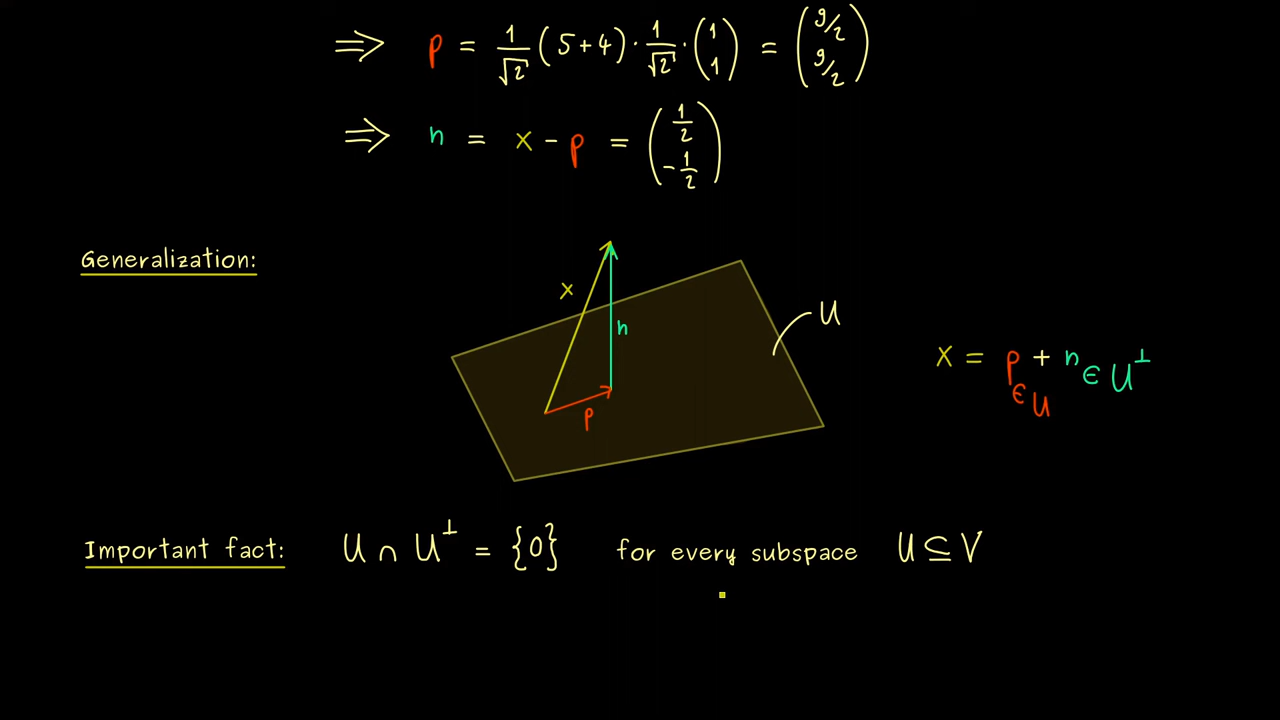 ⟹ p = 1/√2 (5+4) · 1/√2 · (1 1) = (9/2 9/2)
⟹ n = x - p = (1/2 -1/2)
Generalization:
x
n
p
U
x = p + n ∈ U⊥
∈ U
Important fact: U ∩ U⊥ = {0} for every subspace U ⊆ V